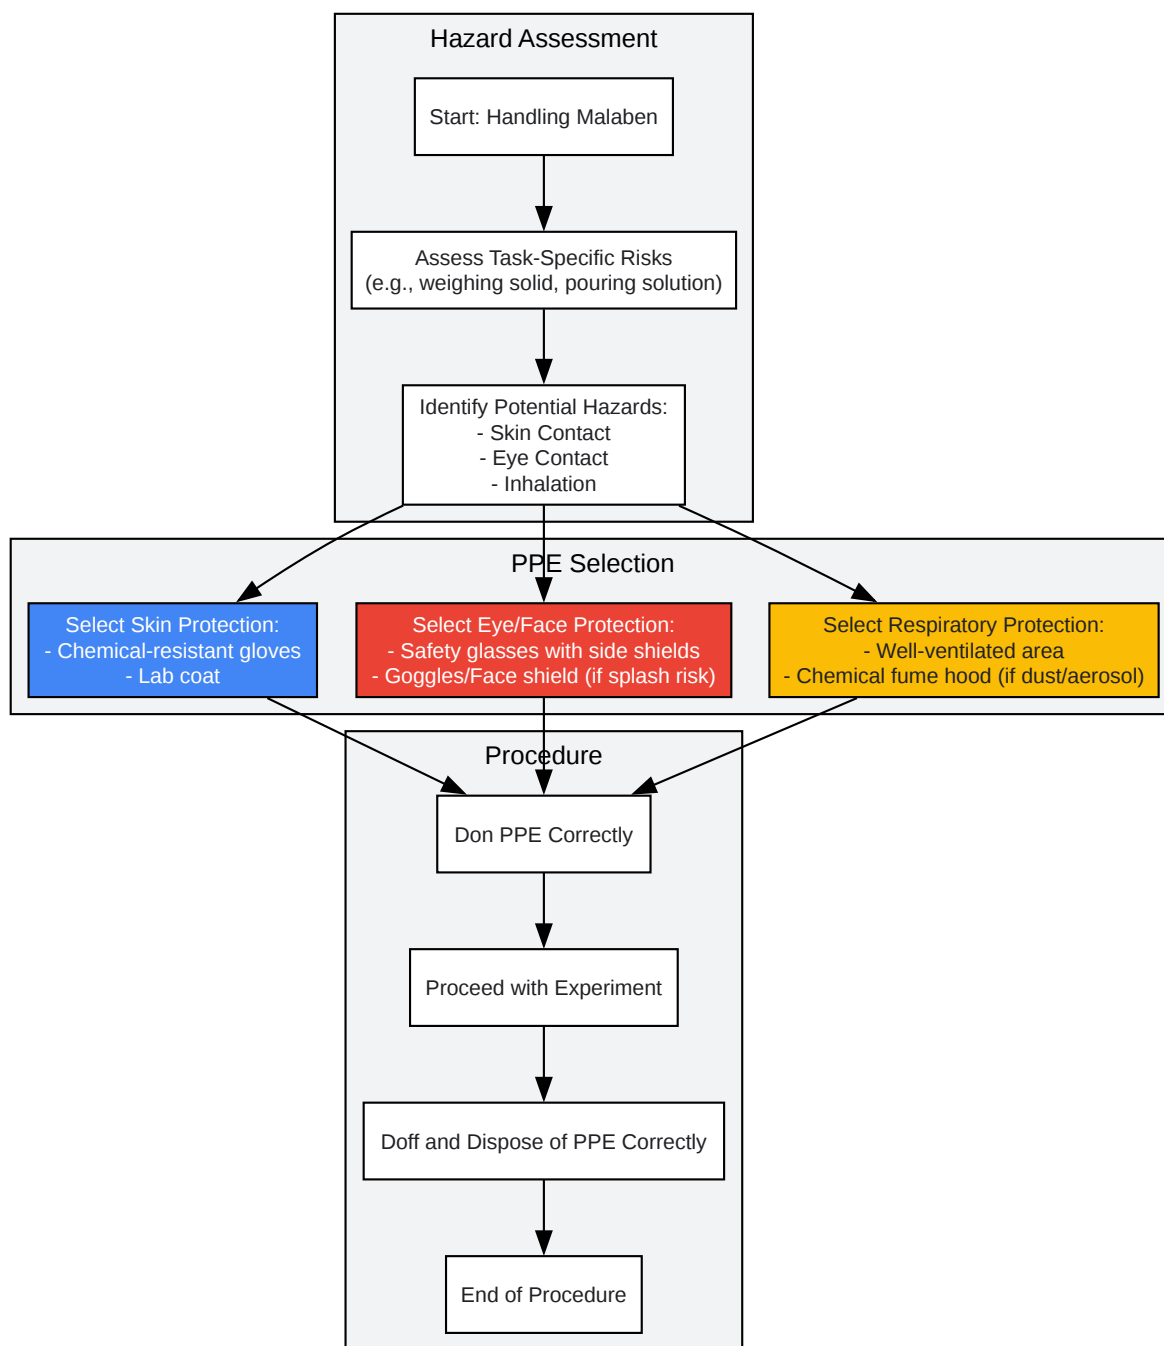 Hazard Assessment
Start: Handling Malaben
Assess Task-Specific Risks
(e.g., weighing solid, pouring solution)
Identify Potential Hazards:
- Skin Contact
- Eye Contact
- Inhalation
PPE Selection
Select Skin Protection:
- Chemical-resistant gloves
- Lab coat
Select Eye/Face Protection:
- Safety glasses with side shields
- Goggles/Face shield (if splash risk)
Select Respiratory Protection:
- Well-ventilated area
- Chemical fume hood (if dust/aerosol)
Procedure
Don PPE Correctly
Proceed with Experiment
Doff and Dispose of PPE Correctly
End of Procedure